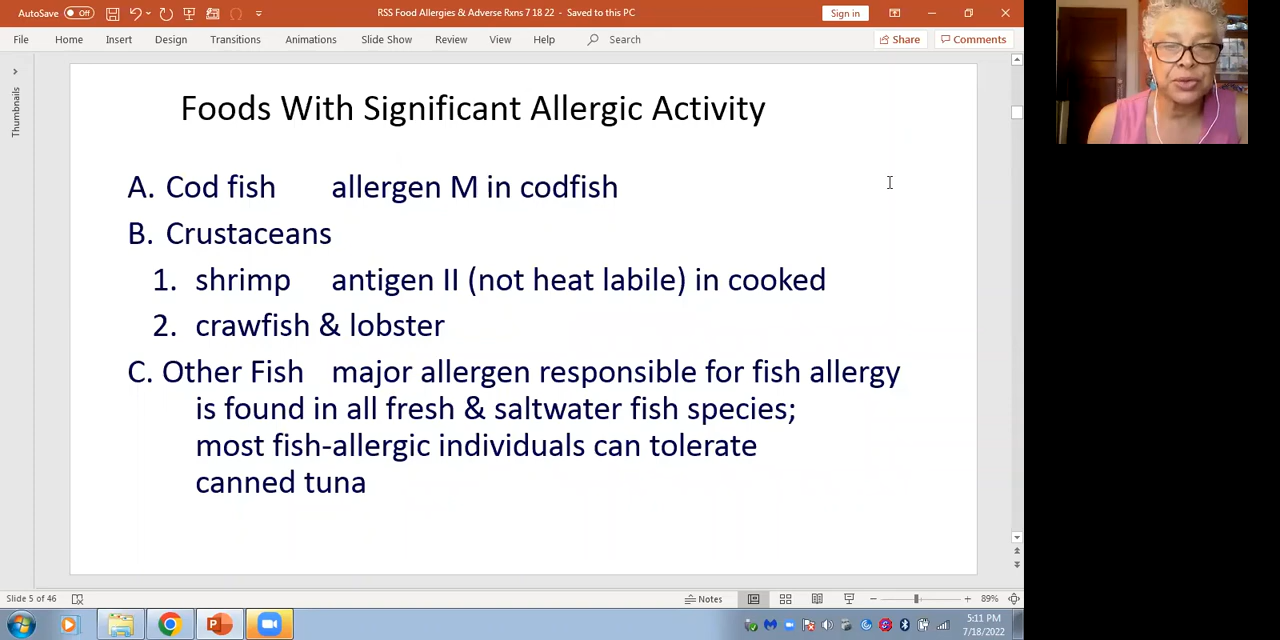 AutoSave Off RSS Food Allergies & Adverse Rxns 7 18 22 - Saved to this PC Sign in
File Home Insert Design Transitions Animations Slide Show Review View Help Search Share Comments
Thumbnails
Foods With Significant Allergic Activity
A. Cod fish allergen M in codfish
B. Crustaceans
1. shrimp antigen II (not heat labile) in cooked
2. crawfish & lobster
C. Other Fish major allergen responsible for fish allergy
is found in all fresh & saltwater fish species;
most fish-allergic individuals can tolerate
canned tuna
Slide 5 of 46 Notes 89%
5:11 PM
7/18/2022